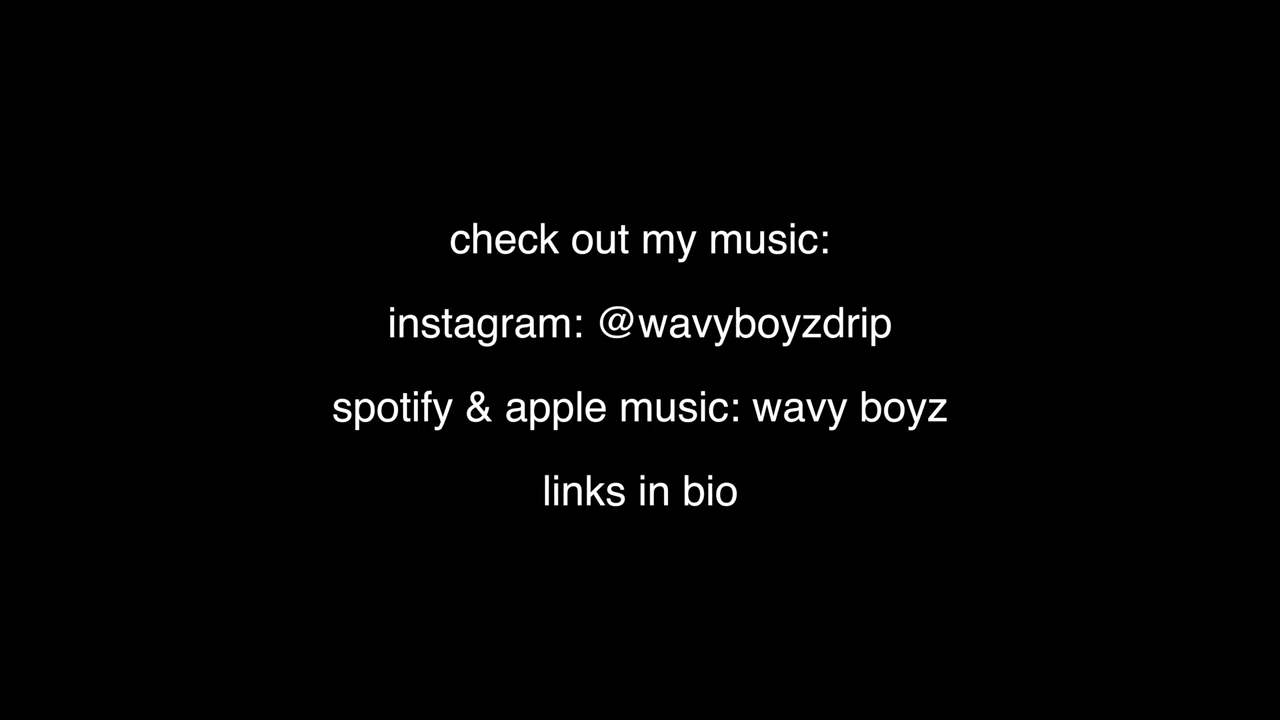 check out my music:
instagram: @wavyboyzdrip
spotify & apple music: wavy boyz
links in bio